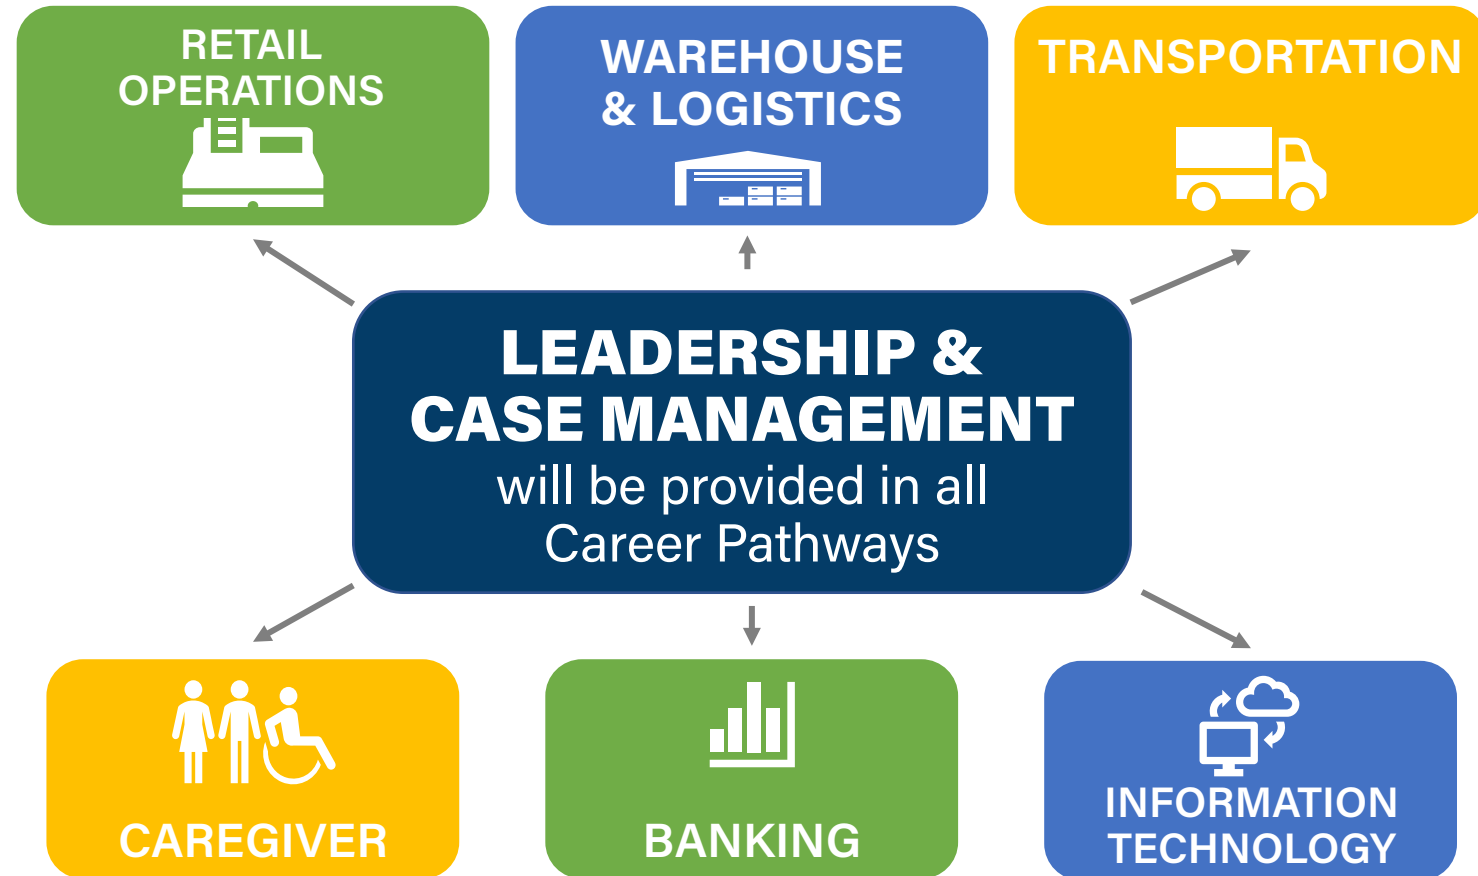 RETAIL
OPERATIONS
WAREHOUSE
& LOGISTICS
TRANSPORTATION
LEADERSHIP &
CASE MANAGEMENT
will be provided in all
Career Pathways
CAREGIVER
BANKING
INFORMATION
TECHNOLOGY